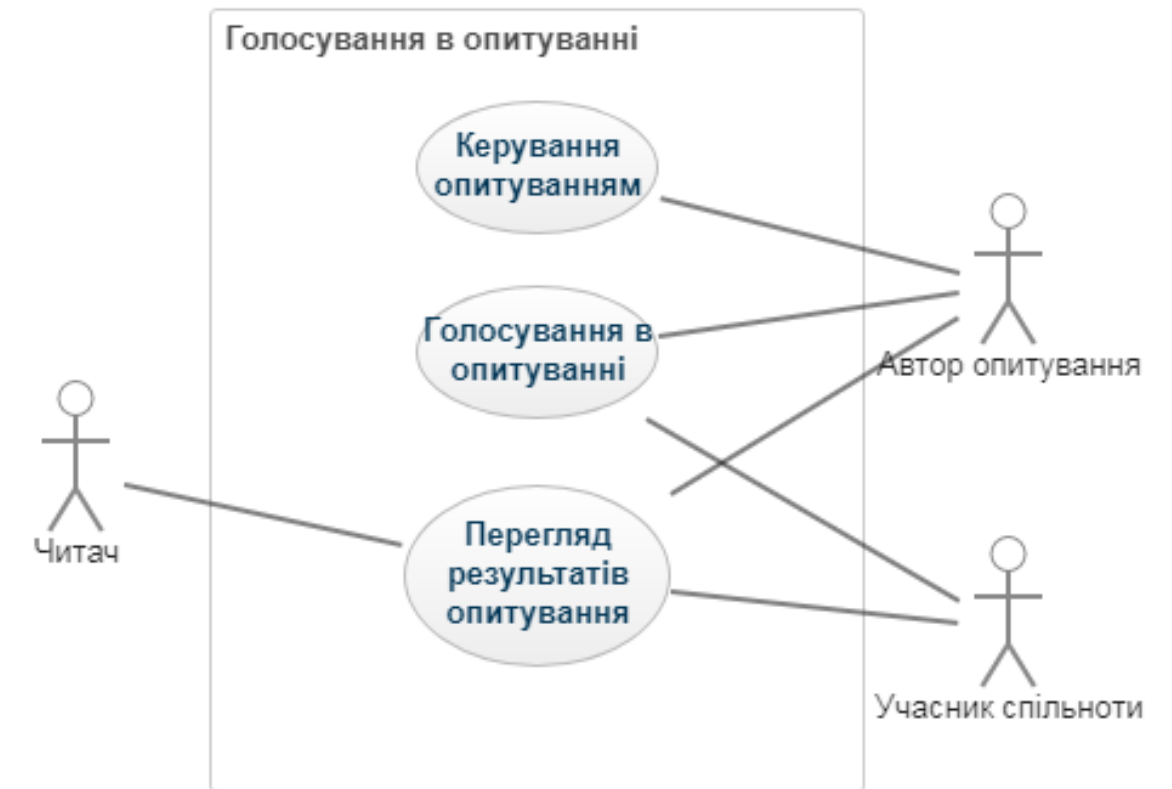 Голосування в опитуванні
Керування
опитуванням
Голосування в
опитуванні
Автор опитування
Читач
Перегляд
результатів
опитування
Учасник спільноти